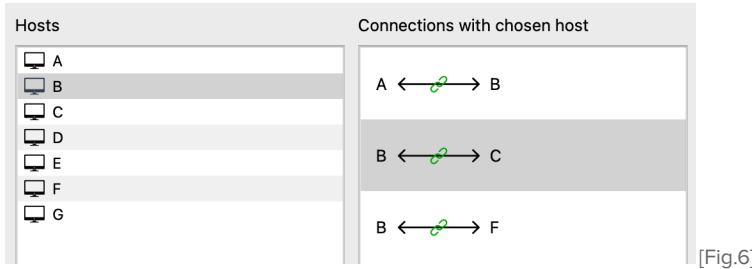 Hosts
A
B
C
D
E
F
G
Connections with chosen host
A B
B C
B F
[Fig.6]